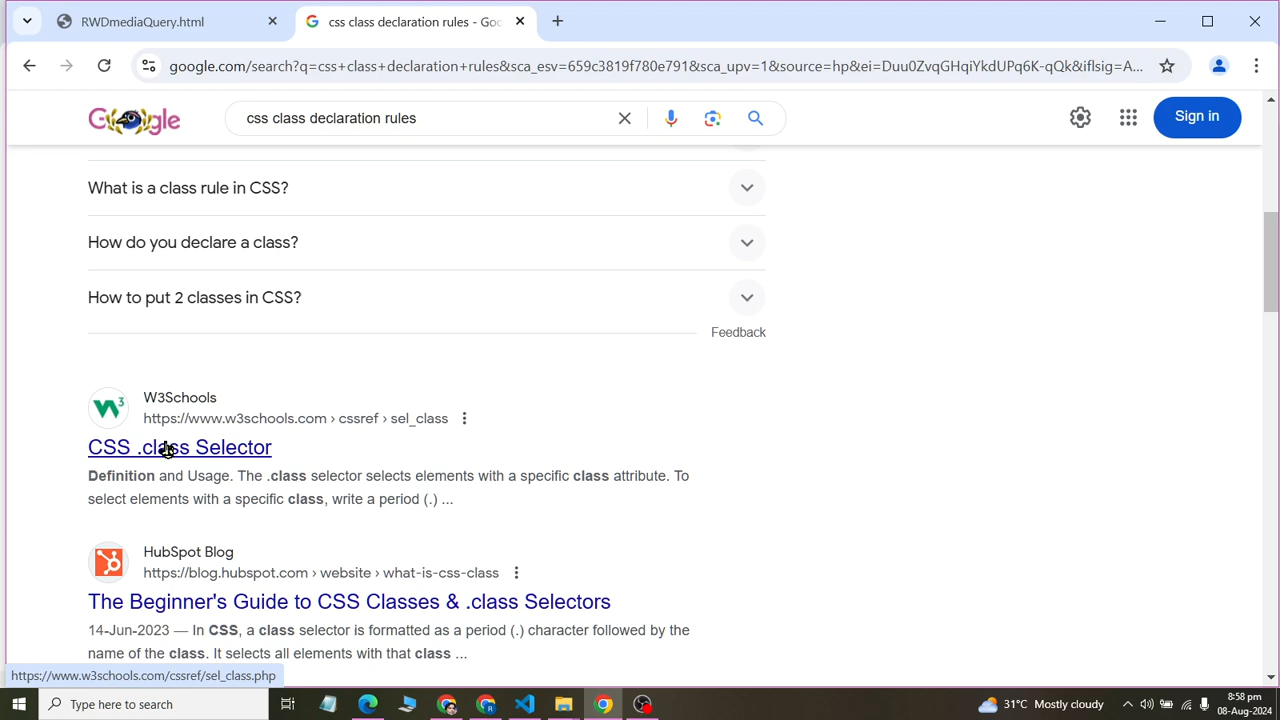 RWDmediaQuery.html
css class declaration rules - Goo
google.com/search?q=css+class+declaration+rules&sca_esv=659c3819f780e791&sca_upv=1&source=hp&ei=Duu0ZvqGHqiYkdUPq6K-qQk&iflsig=A...
Google
css class declaration rules
Sign in
What is a class rule in CSS?
How do you declare a class?
How to put 2 classes in CSS?
Feedback
W3Schools
https://www.w3schools.com › cssref › sel_class
CSS .class Selector
Definition and Usage. The .class selector selects elements with a specific class attribute. To
select elements with a specific class, write a period (.) ...
HubSpot Blog
https://blog.hubspot.com › website › what-is-css-class
The Beginner's Guide to CSS Classes & .class Selectors
14-Jun-2023 — In CSS, a class selector is formatted as a period (.) character followed by the
name of the class. It selects all elements with that class ...
https://www.w3schools.com/cssref/sel_class.php
Type here to search
31°C Mostly cloudy
8:58 pm
08-Aug-2024